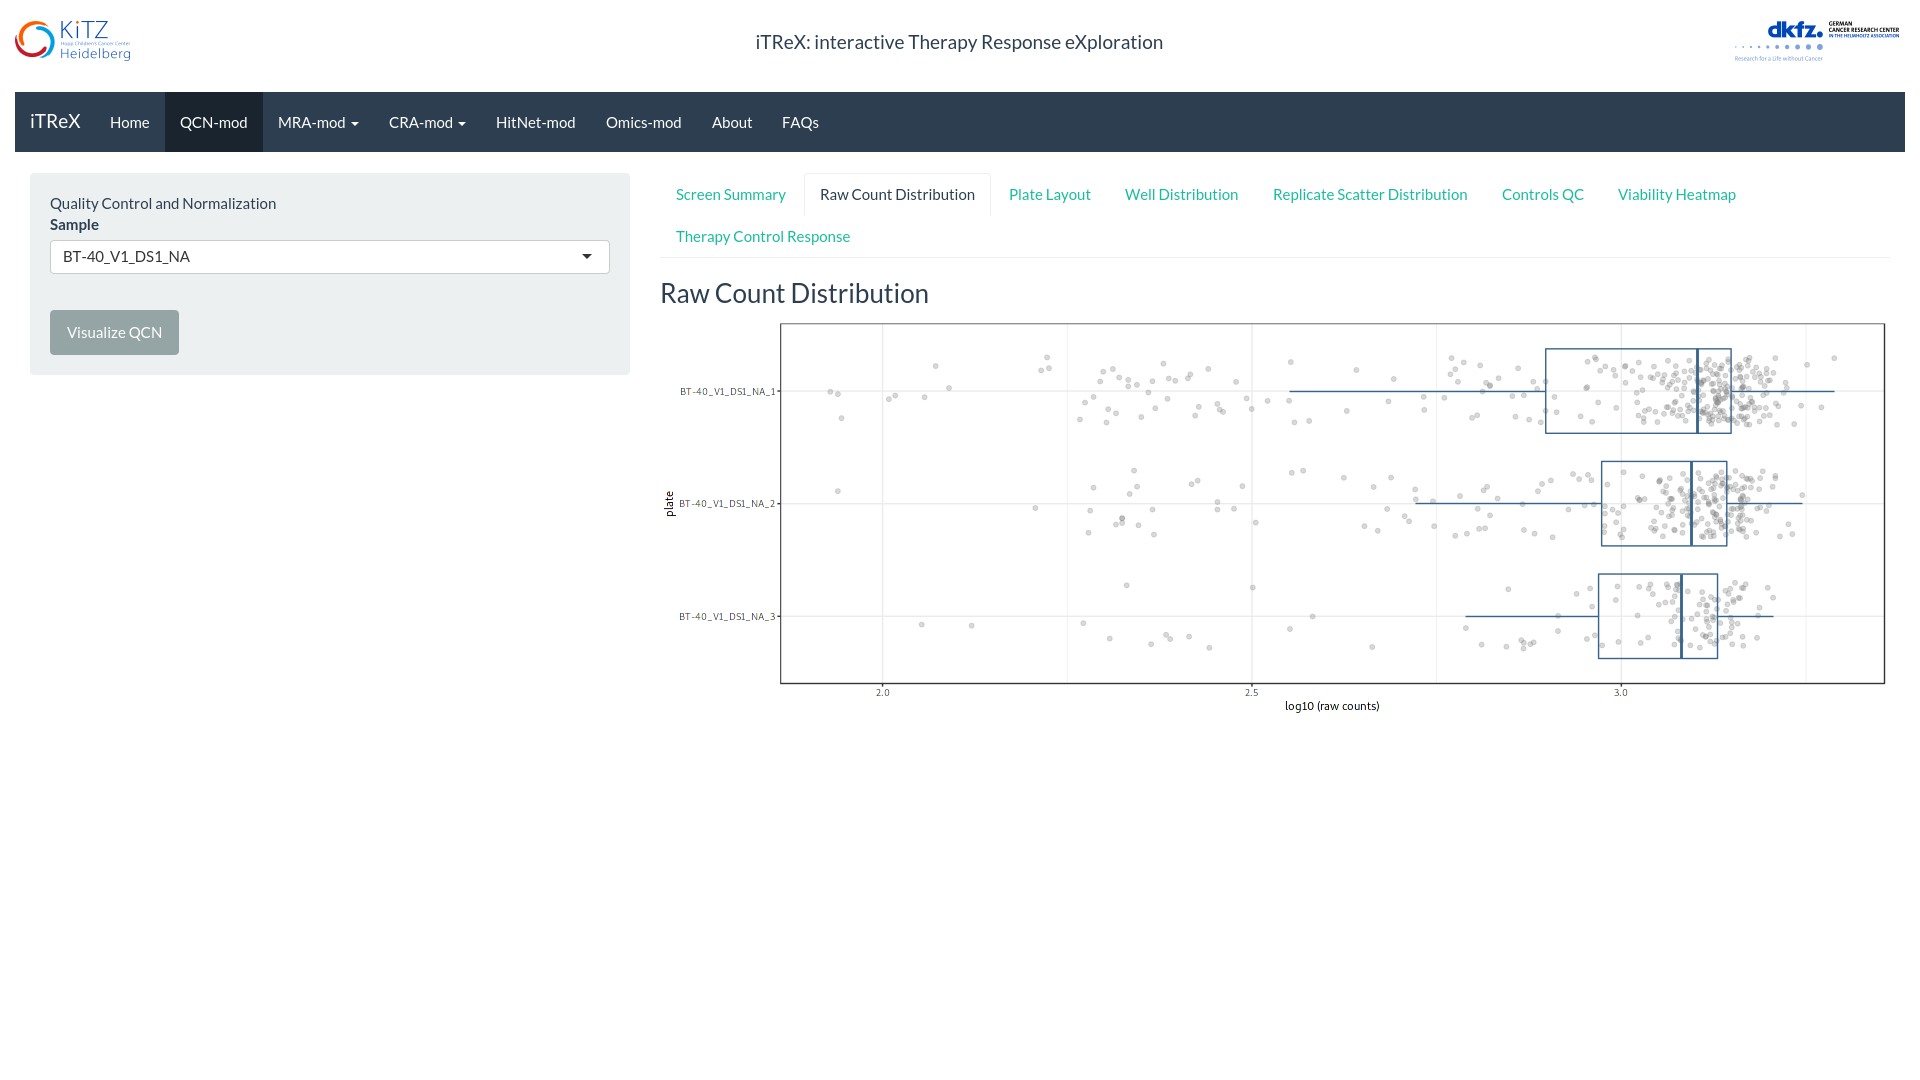 KiTZ
Hopp Children's Cancer Center
Heidelberg
iTReX: interactive Therapy Response eXploration
dkfz.
GERMAN
CANCER RESEARCH CENTER
IN THE HELMHOLTZ ASSOCIATION
Research for a Life without Cancer
iTReX Home QCN-mod MRA-mod CRA-mod HitNet-mod Omics-mod About FAQs
Quality Control and Normalization
Sample
BT-40_V1_DS1_NA
Visualize QCN
Screen Summary Raw Count Distribution Plate Layout Well Distribution Replicate Scatter Distribution Controls QC Viability Heatmap
Therapy Control Response
Raw Count Distribution
BT-40_V1_DS1_NA_1
plate
BT-40_V1_DS1_NA_2
BT-40_V1_DS1_NA_3
2.0 2.5 3.0
log10 (raw counts)